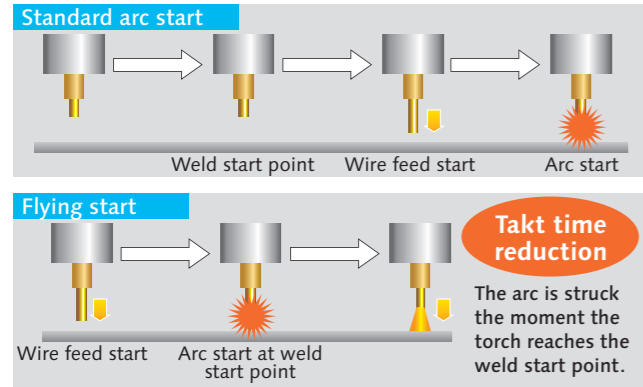 Standard arc start
Weld start point
Wire feed start
Arc start
Flying start
Wire feed start
Arc start at weld
start point
Takt time
reduction
The arc is struck
the moment the
torch reaches the
weld start point.